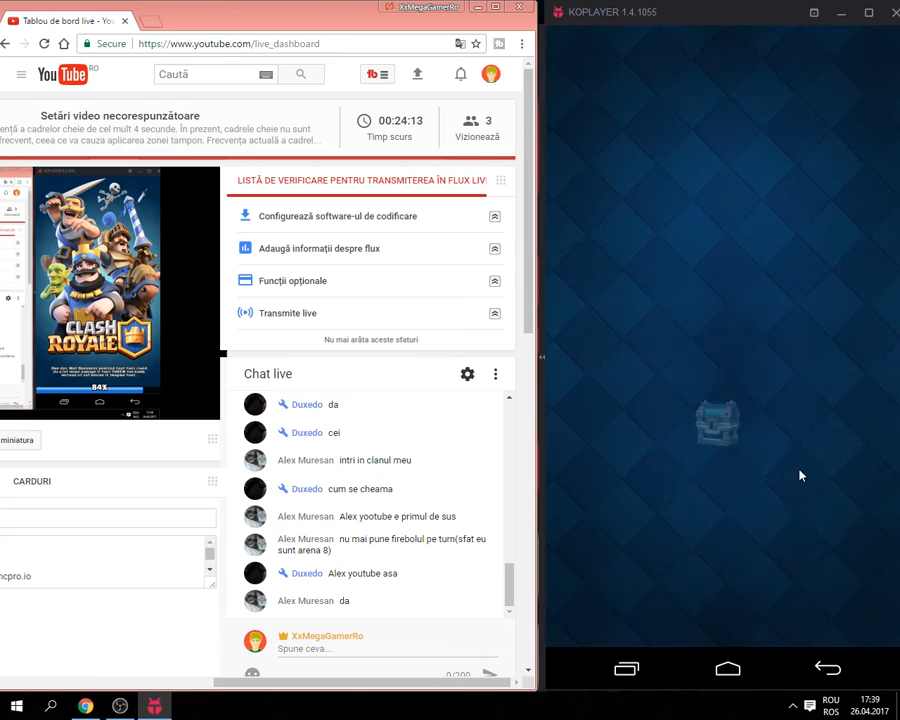 XxMegaGamerRo
KOPLAYER 1.4.1055
Tablou de bord live - You
Secure
https://www.youtube.com/live_dashboard
YouTube RO
Caută
Setări video necorespunzătoare
ență a cadrelor cheie de cel mult 4 secunde. În prezent, cadrele cheie nu sunt
frecvent, ceea ce va cauza aplicarea zonei tampon. Frecvența actuală a cadrel...
00:24:13
Timp scurs
3
Vizionează
LISTĂ DE VERIFICARE PENTRU TRANSMITEREA ÎN FLUX LIV
Configurează software-ul de codificare
Adaugă informații despre flux
Funcții opționale
Transmite live
Nu mai arăta aceste sfaturi
CLASH
ROYALE
84%
miniatura
CARDURI
ncpro.io
Chat live
Duxedo da
Duxedo cei
Alex Muresan intri in clanul meu
Duxedo cum se cheama
Alex Muresan Alex yootube e primul de sus
Alex Muresan nu mai pune firebolul pe turn(sfat eu
sunt arena 8)
Duxedo Alex youtube asa
Alex Muresan da
XxMegaGamerRo
Spune ceva...
0/200
ROU
ROS
17:39
26.04.2017